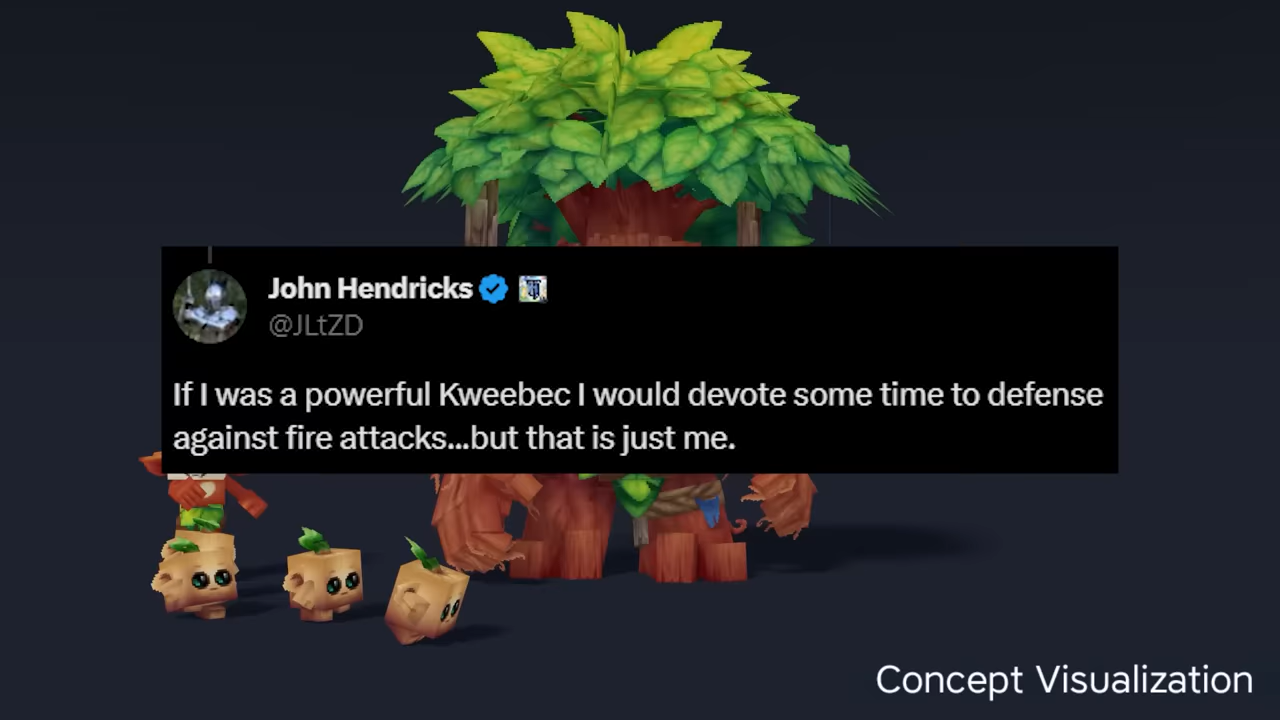 John Hendricks
@JLtZD
If I was a powerful Kweebec I would devote some time to defense
against fire attacks...but that is just me.
Concept Visualization